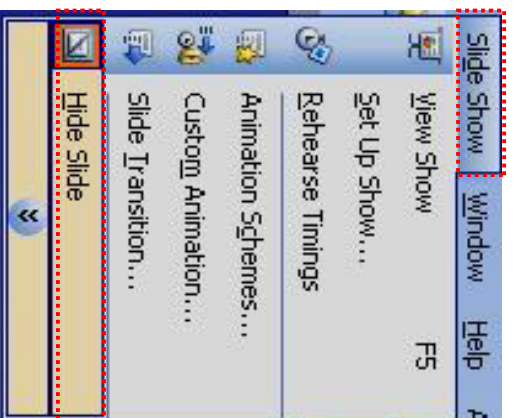 Slide Show Window Help
View Show F5
Set Up Show...
Rehearse Timings
Animation Schemes...
Custom Animation...
Slide Transition...
Hide Slide